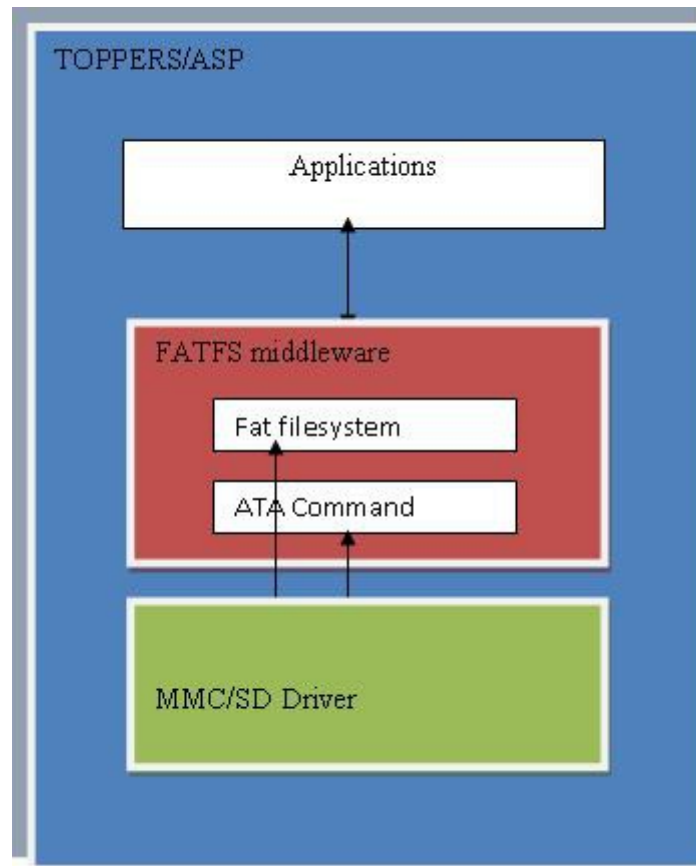 TOPPERS/ASP
Applications
FATFS middleware
Fat filesystem
ATA Command
MMC/SD Driver